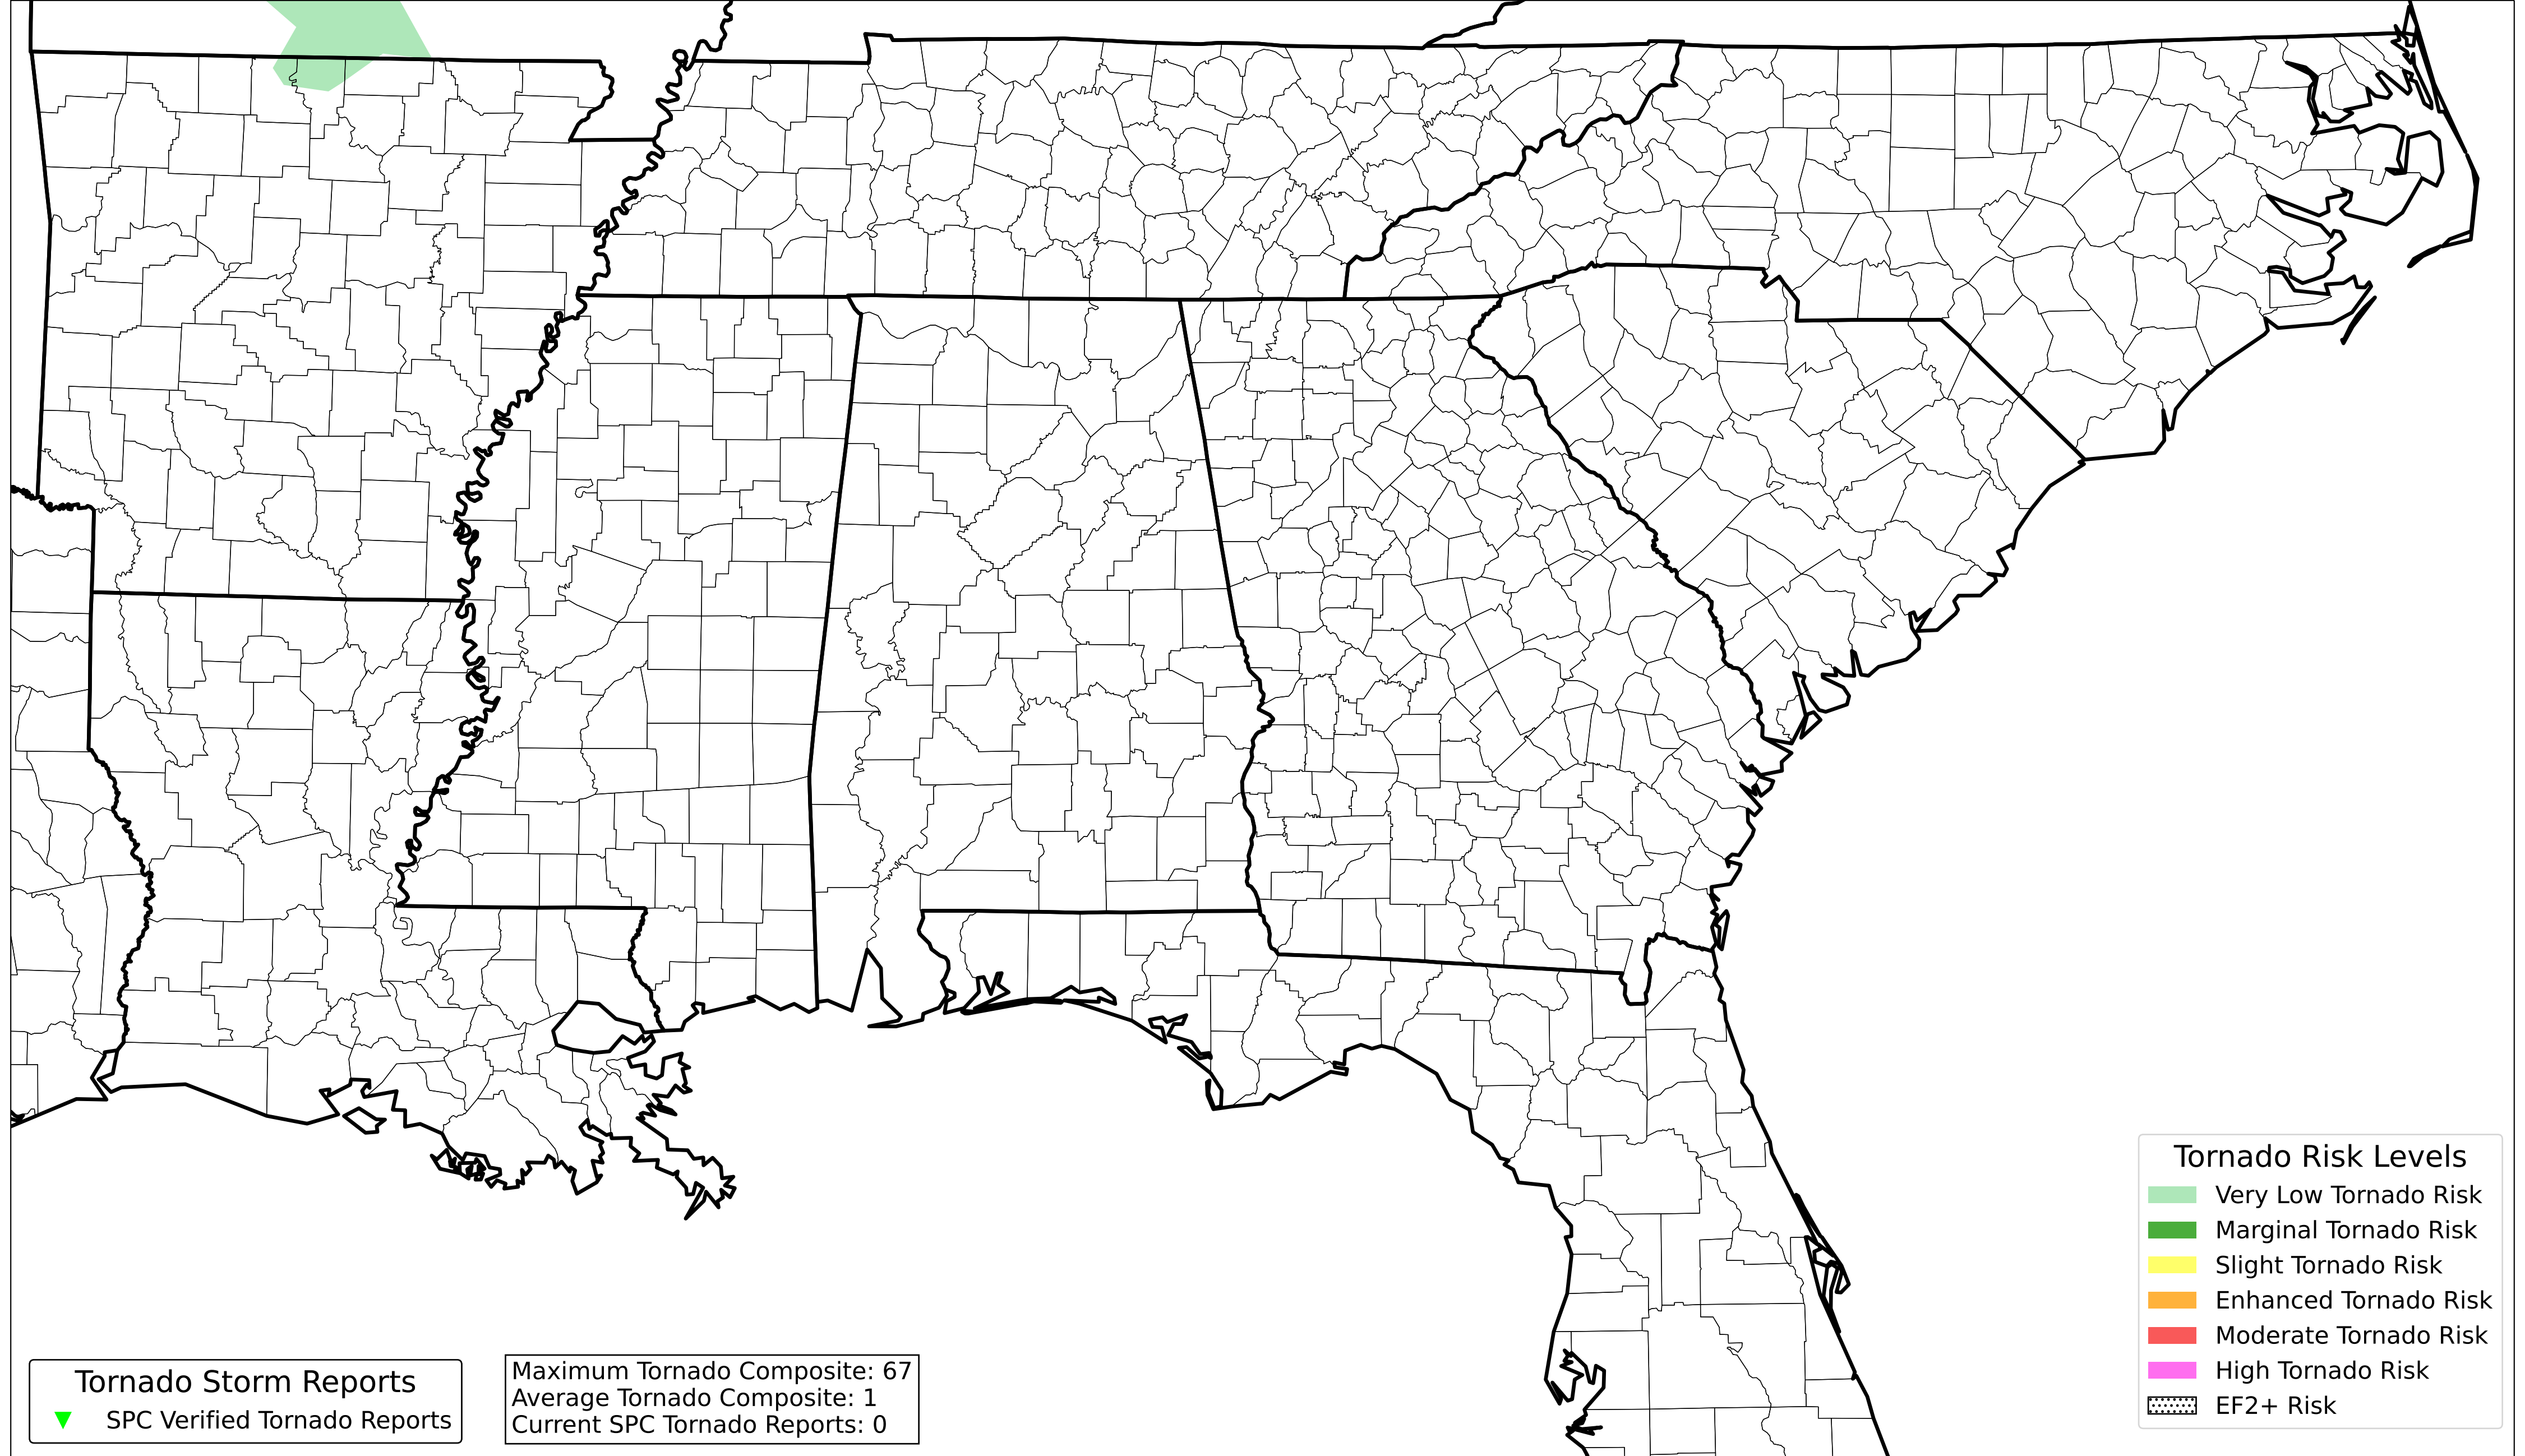 Tornado Storm Reports
SPC Verified Tornado Reports
Maximum Tornado Composite: 67
Average Tornado Composite: 1
Current SPC Tornado Reports: 0
Tornado Risk Levels
Very Low Tornado Risk
Marginal Tornado Risk
Slight Tornado Risk
Enhanced Tornado Risk
Moderate Tornado Risk
High Tornado Risk
EF2+ Risk